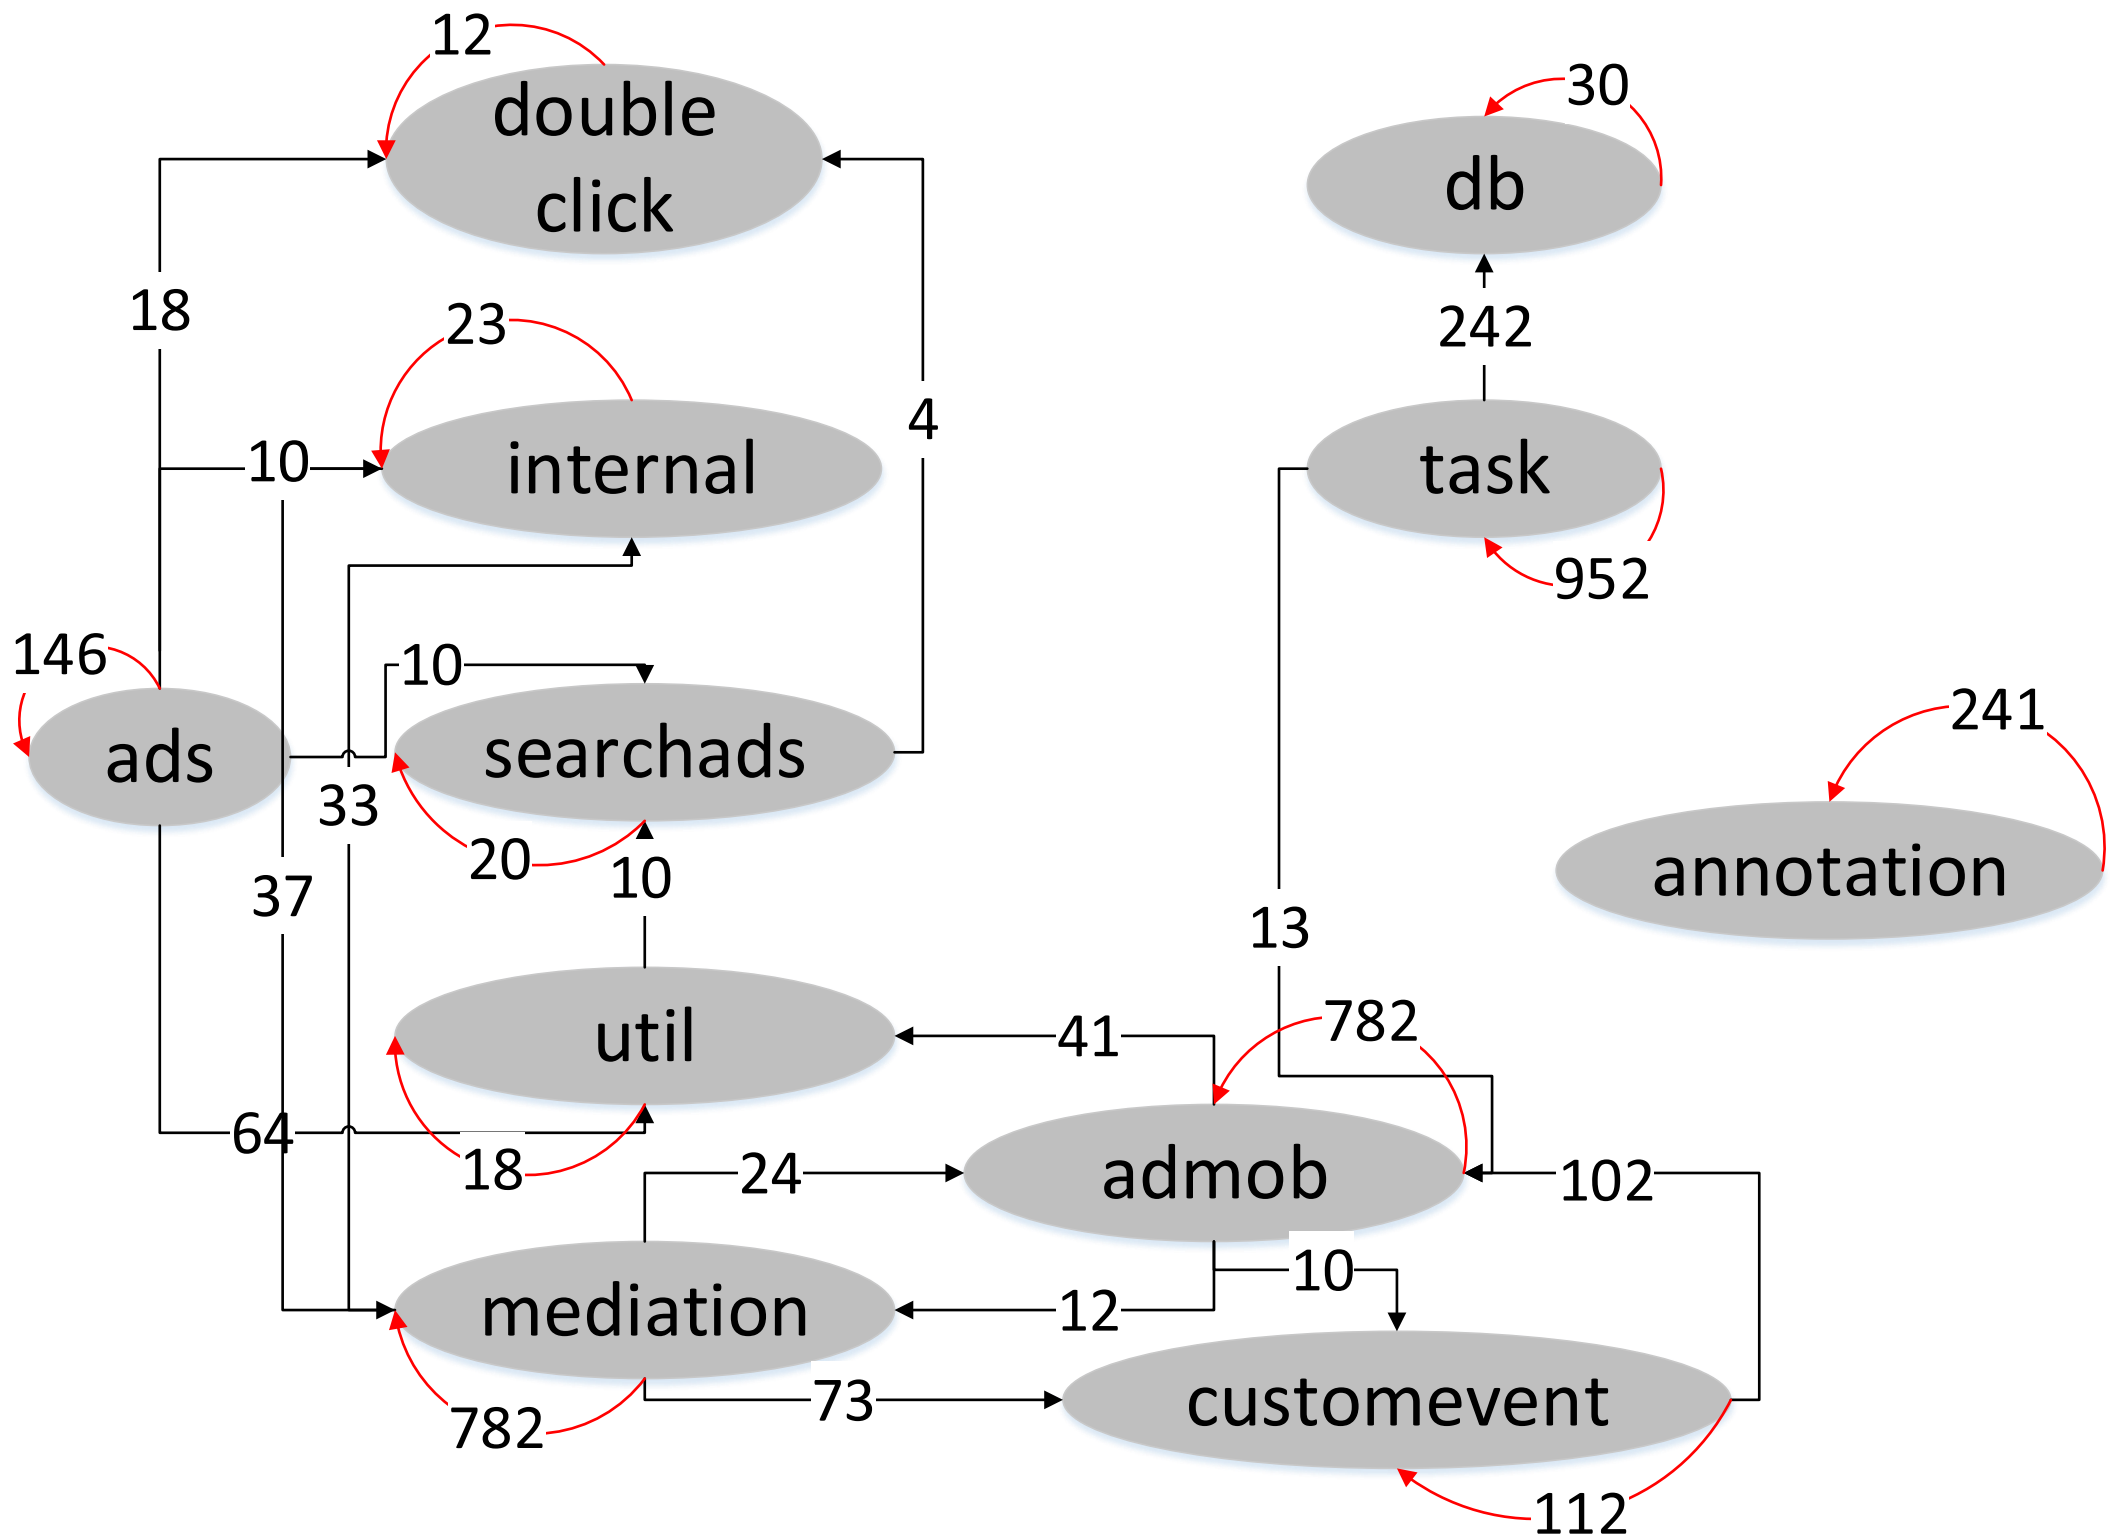 12
double
click
30
db
18
23
242
4
10
internal
task
952
146
10
241
ads
searchads
33
20
10
37
annotation
13
util
41
782
64
18
24
admob
102
10
mediation
12
73
customevent
782
112